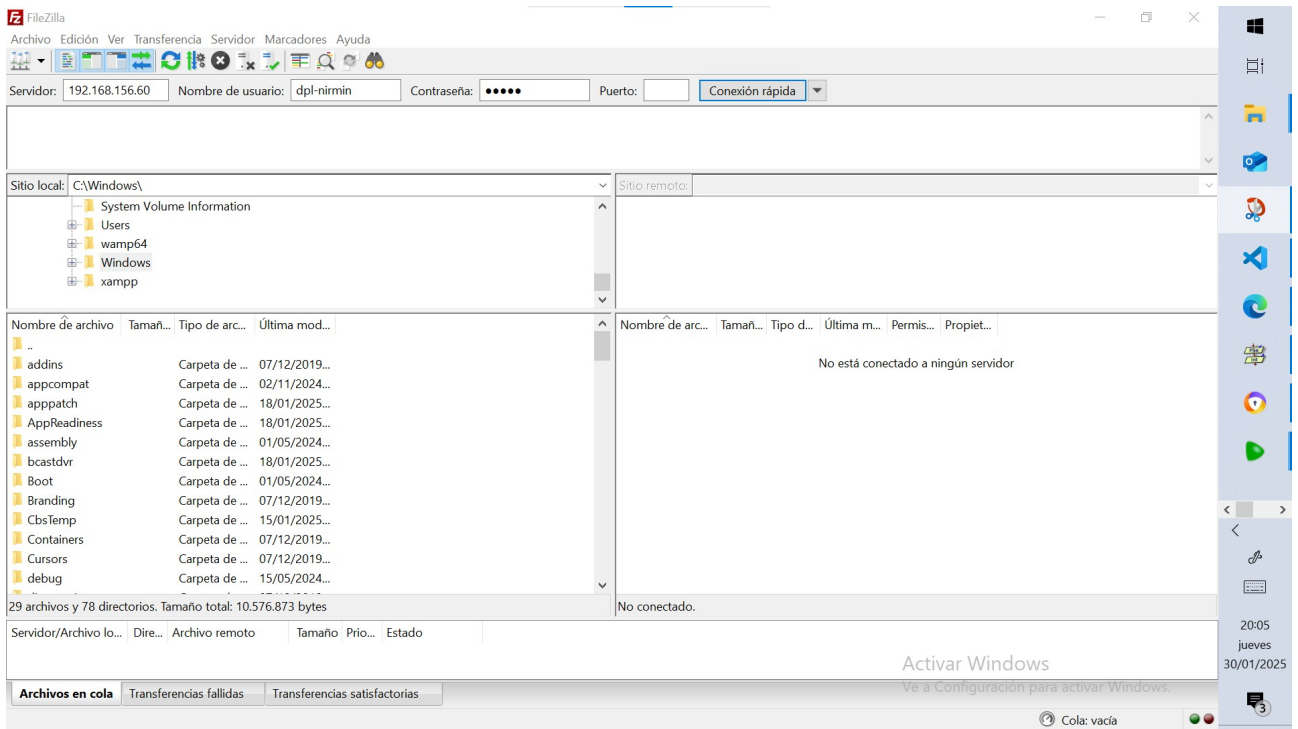 FileZilla
Archivo Edición Ver Transferencia Servidor Marcadores Ayuda
Servidor: 192.168.156.60 Nombre de usuario: dpl-nirmin Contraseña: ●●●●● Puerto: Conexión rápida
Sitio local: C:\Windows\ Sitio remoto:
System Volume Information
Users
wamp64
Windows
xampp
Nombre de archivo Tamañ... Tipo de arc... Última mod... Nombre de arc... Tamañ... Tipo d... Última m... Permis... Propiet...
..
addins Carpeta de ... 07/12/2019... No está conectado a ningún servidor
appcompat Carpeta de ... 02/11/2024...
apppatch Carpeta de ... 18/01/2025...
AppReadiness Carpeta de ... 18/01/2025...
assembly Carpeta de ... 01/05/2024...
bcastdvr Carpeta de ... 18/01/2025...
Boot Carpeta de ... 01/05/2024...
Branding Carpeta de ... 07/12/2019...
CbsTemp Carpeta de ... 15/01/2025...
Containers Carpeta de ... 07/12/2019...
Cursors Carpeta de ... 07/12/2019...
debug Carpeta de ... 15/05/2024...
29 archivos y 78 directorios. Tamaño total: 10.576.873 bytes No conectado.
Servidor/Archivo lo... Dire... Archivo remoto Tamaño Prio... Estado
Activar Windows
Ve a Configuración para activar Windows.
Archivos en cola Transferencias fallidas Transferencias satisfactorias
Cola: vacía
20:05
jueves
30/01/2025
3